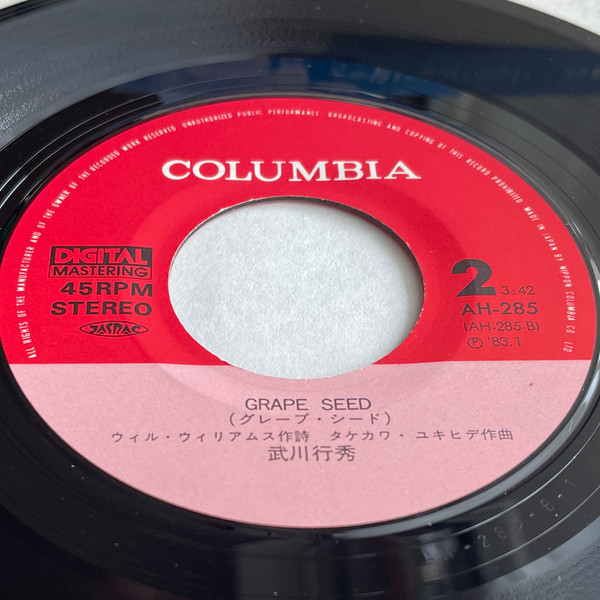 ALL RIGHTS OF THE MANUFACTURER AND OF THE OWNER OF THE RECORDED WORK RESERVED UNAUTHORIZED PUBLIC PERFORMANCE BROADCASTING AND COPYING OF THIS RECORD PROHIBITED MADE IN JAPAN BY NIPPON COLUMBIA CO LTD
COLUMBIA
DIGITAL
MASTERING
45RPM
STEREO
JASRAC
2 3:42
AH-285
(AH-285-B)
Ⓟ '83.1
GRAPE SEED
(グレープ・シード)
ウィル・ウィリアムス作詩 タケカワ・ユキヒデ作曲
武川行秀